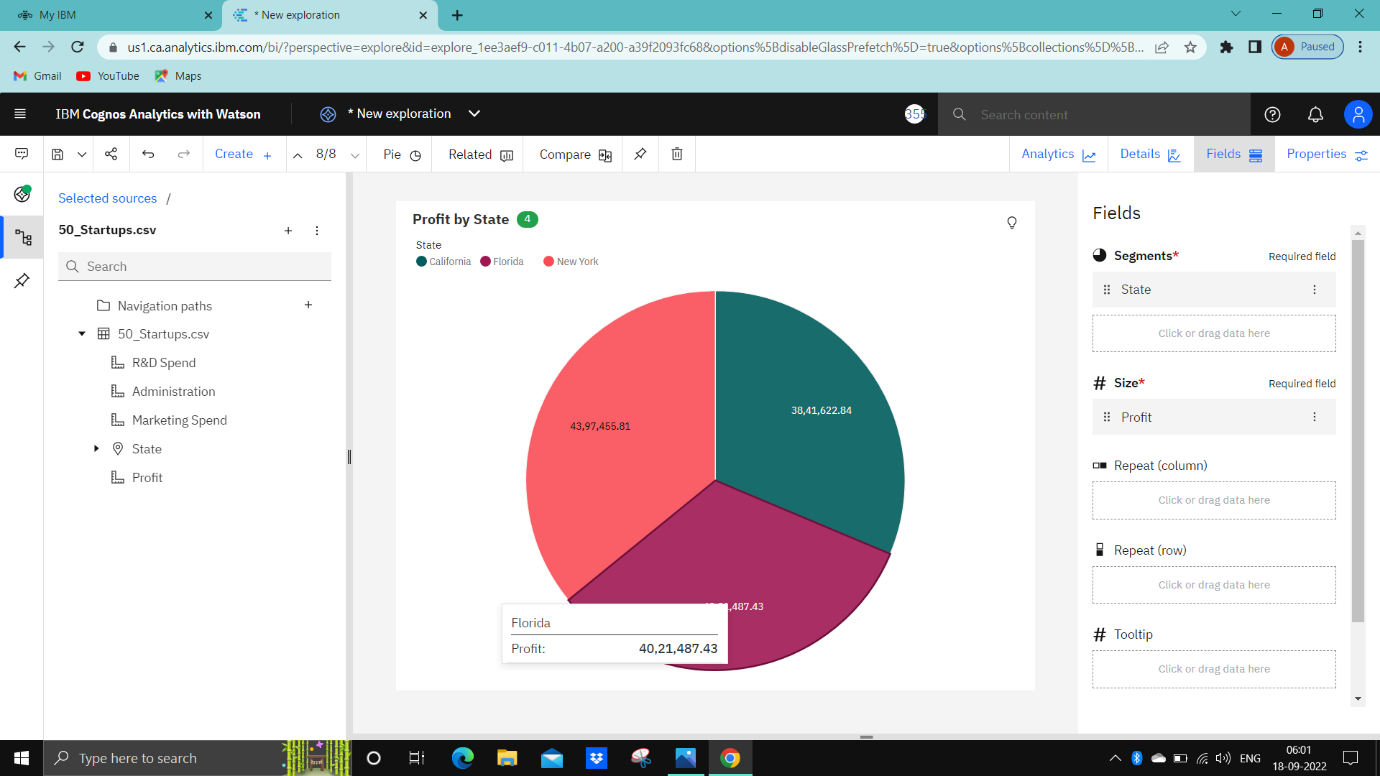 My IBM
* New exploration
us1.ca.analytics.ibm.com/bi/?perspective=explore&id=explore_1ee3aef9-c011-4b07-a200-a39f2093fc68&options%5BdisableGlassPrefetch%5D=true&options%5Bcollections%5D%5B...
A Paused
Gmail YouTube Maps
IBM Cognos Analytics with Watson
* New exploration
355
Search content
Create + 8/8 Pie Related Compare
Analytics Details Fields Properties
Selected sources /
50_Startups.csv
Search
Navigation paths
50_Startups.csv
R&D Spend
Administration
Marketing Spend
State
Profit
Profit by State 4
State
California Florida New York
38,41,622.84
43,97,455.81
,487.43
Florida
Profit: 40,21,487.43
Fields
Segments* Required field
State
Click or drag data here
# Size* Required field
Profit
Repeat (column)
Click or drag data here
Repeat (row)
Click or drag data here
# Tooltip
Click or drag data here
Type here to search
ENG
06:01
18-09-2022